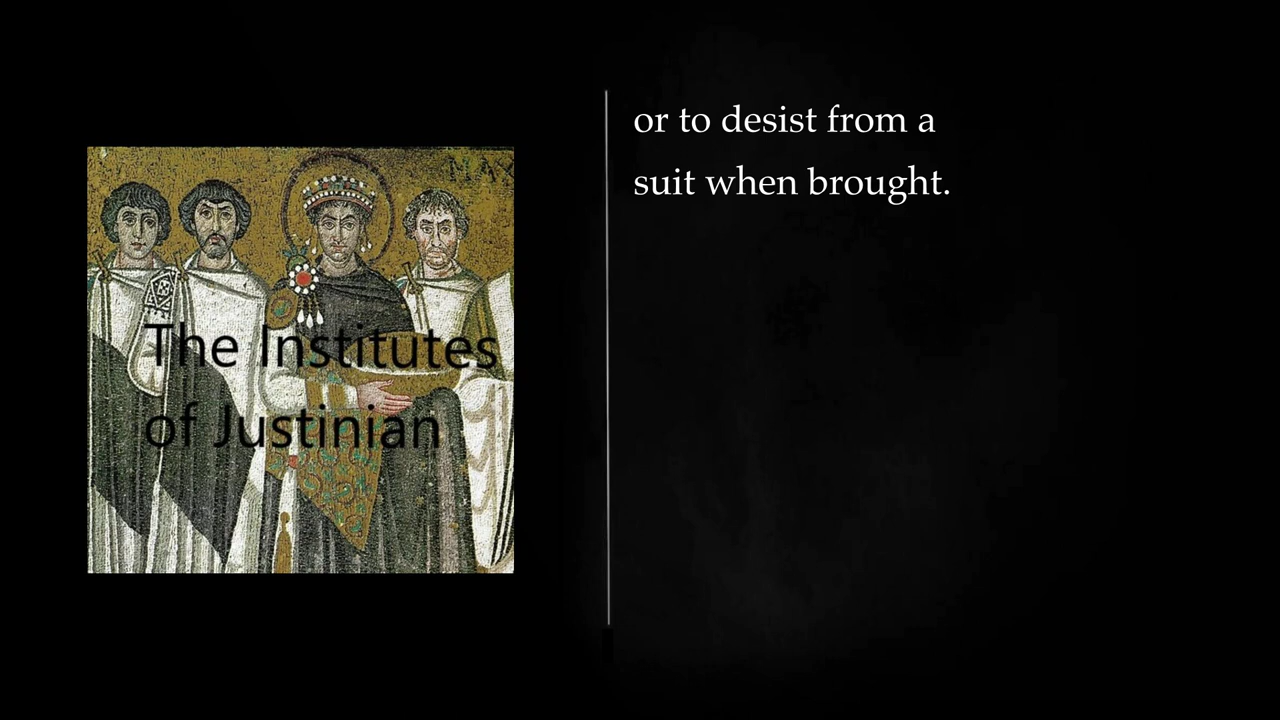 The Institutes
of Justinian
or to desist from a
suit when brought.